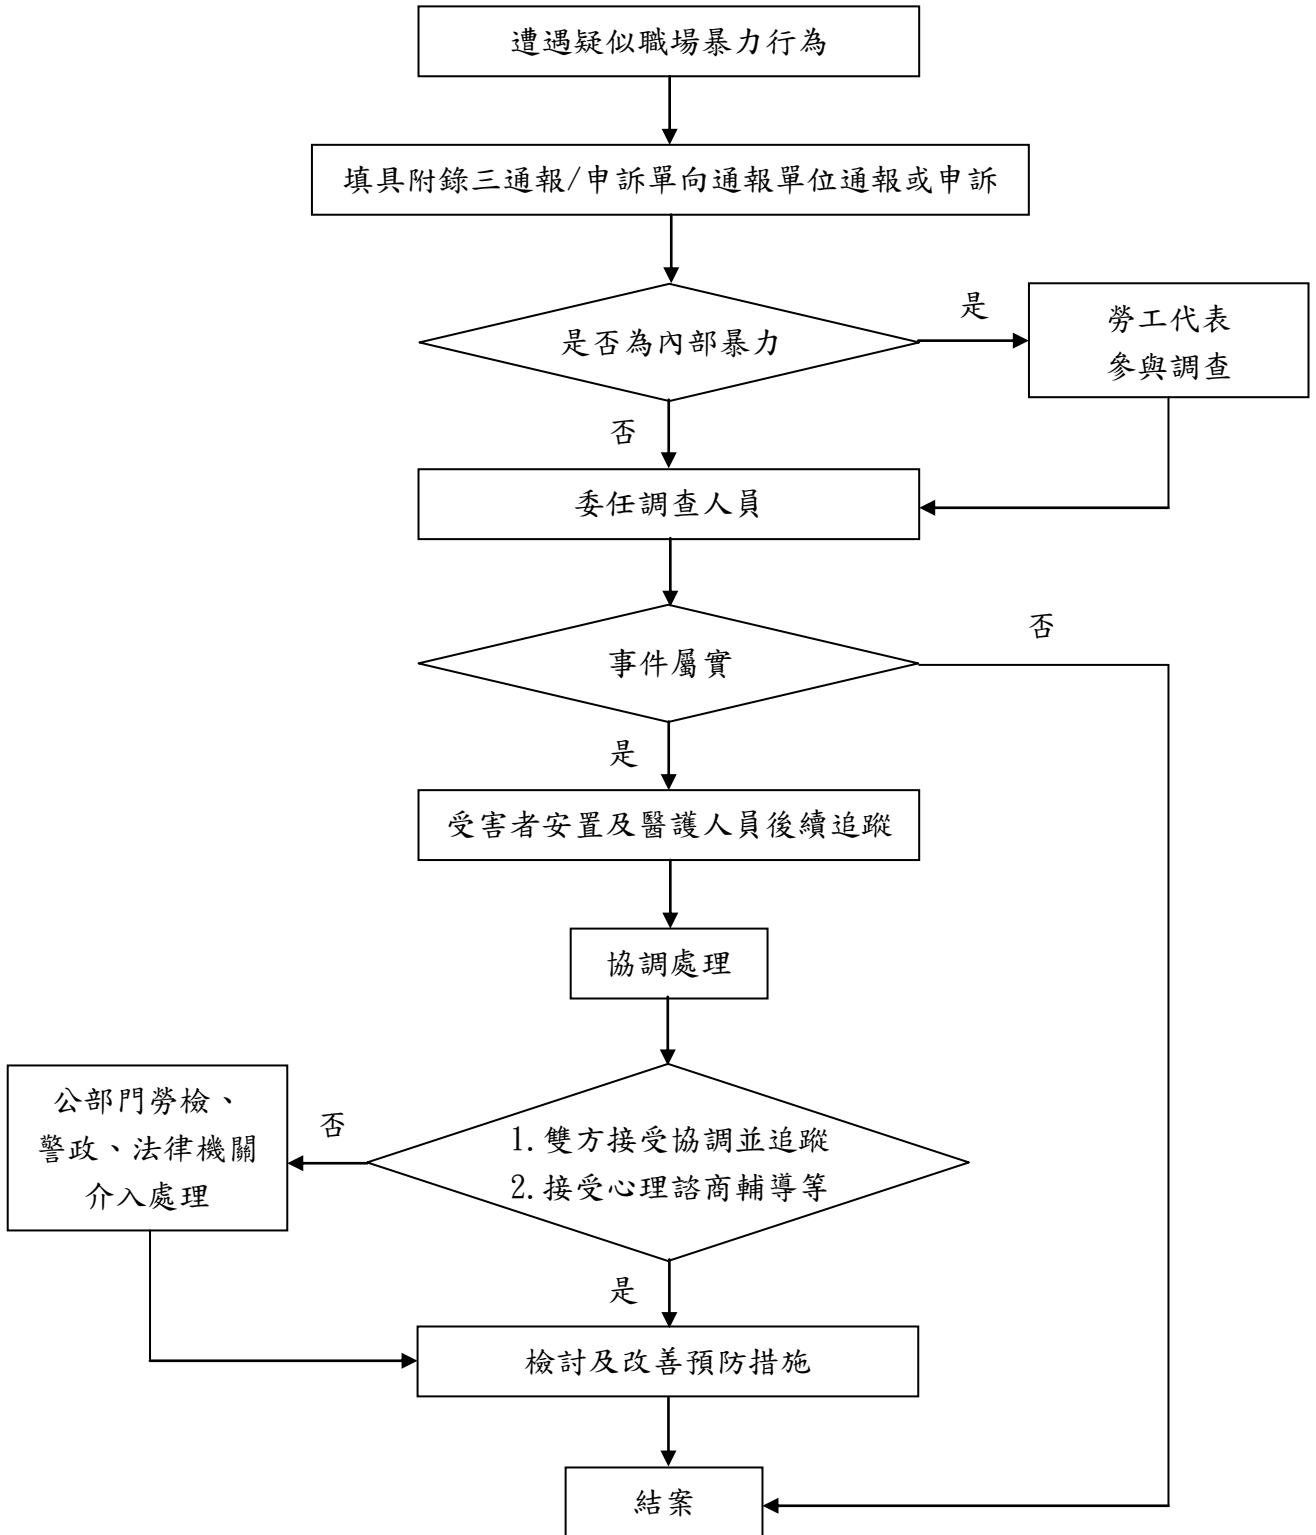 遭遇疑似職場暴力行為
填具附錄三通報/申訴單向通報單位通報或申訴
是否為內部暴力
是
勞工代表
參與調查
否
委任調查人員
事件屬實
否
是
受害者安置及醫護人員後續追蹤
協調處理
公部門勞檢、
警政、法律機關
介入處理
否
1.雙方接受協調並追蹤
2.接受心理諮商輔導等
是
檢討及改善預防措施
結案